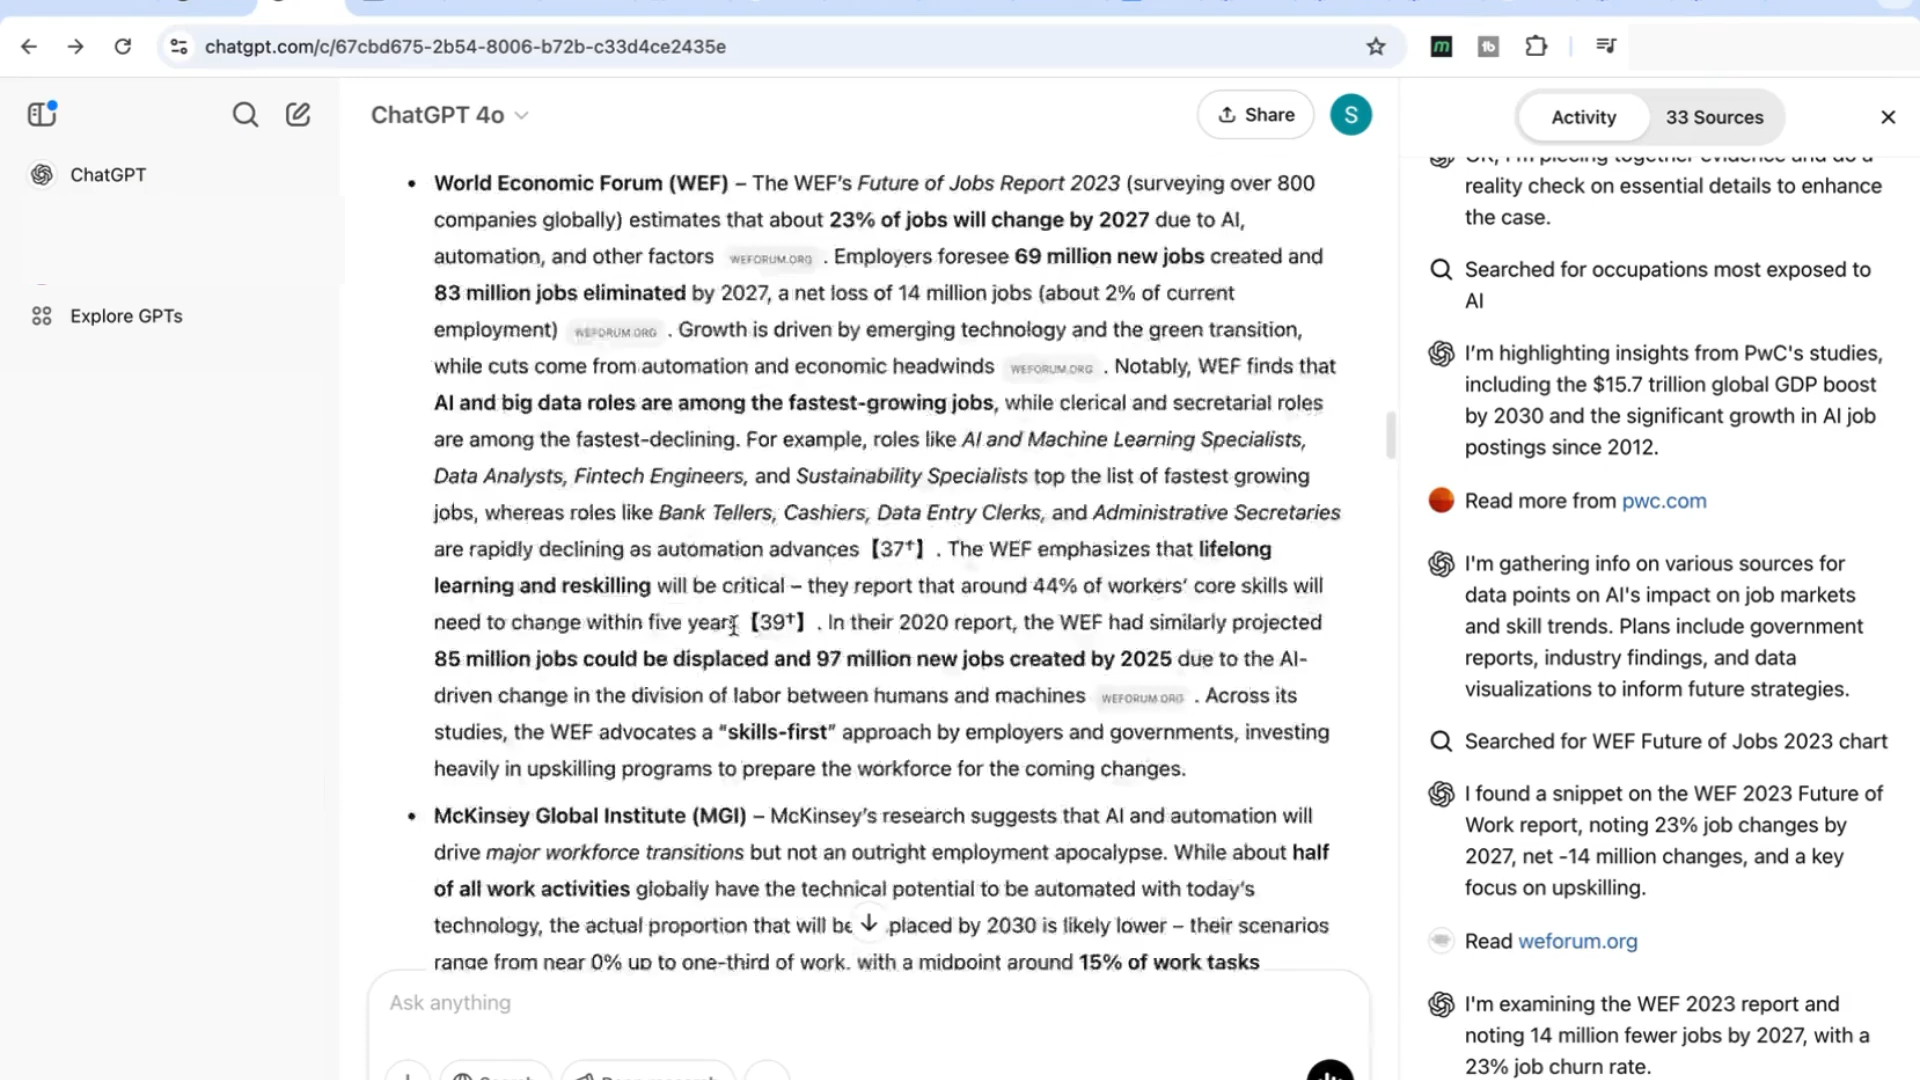 chatgpt.com/c/67cbd675-2b54-8006-b72b-c33d4ce2435e
ChatGPT
Explore GPTs
ChatGPT 4o
Share
S
World Economic Forum (WEF) – The WEF’s Future of Jobs Report 2023 (surveying over 800
companies globally) estimates that about 23% of jobs will change by 2027 due to AI,
automation, and other factors WEFORUM.ORG . Employers foresee 69 million new jobs created and
83 million jobs eliminated by 2027, a net loss of 14 million jobs (about 2% of current
employment) WEFORUM.ORG . Growth is driven by emerging technology and the green transition,
while cuts come from automation and economic headwinds WEFORUM.ORG . Notably, WEF finds that
AI and big data roles are among the fastest-growing jobs, while clerical and secretarial roles
are among the fastest-declining. For example, roles like AI and Machine Learning Specialists,
Data Analysts, Fintech Engineers, and Sustainability Specialists top the list of fastest growing
jobs, whereas roles like Bank Tellers, Cashiers, Data Entry Clerks, and Administrative Secretaries
are rapidly declining as automation advances 【37†】 . The WEF emphasizes that lifelong
learning and reskilling will be critical – they report that around 44% of workers’ core skills will
need to change within five years 【39†】 . In their 2020 report, the WEF had similarly projected
85 million jobs could be displaced and 97 million new jobs created by 2025 due to the AI-
driven change in the division of labor between humans and machines WEFORUM.ORG . Across its
studies, the WEF advocates a “skills-first” approach by employers and governments, investing
heavily in upskilling programs to prepare the workforce for the coming changes.
McKinsey Global Institute (MGI) – McKinsey’s research suggests that AI and automation will
drive major workforce transitions but not an outright employment apocalypse. While about half
of all work activities globally have the technical potential to be automated with today’s
technology, the actual proportion that will be placed by 2030 is likely lower – their scenarios
range from near 0% up to one-third of work, with a midpoint around 15% of work tasks
Ask anything
Search
Deep research
Activity
33 Sources
OK, I’m piecing together evidence and do a
reality check on essential details to enhance
the case.
Searched for occupations most exposed to
AI
I’m highlighting insights from PwC's studies,
including the $15.7 trillion global GDP boost
by 2030 and the significant growth in AI job
postings since 2012.
Read more from pwc.com
I'm gathering info on various sources for
data points on AI's impact on job markets
and skill trends. Plans include government
reports, industry findings, and data
visualizations to inform future strategies.
Searched for WEF Future of Jobs 2023 chart
I found a snippet on the WEF 2023 Future of
Work report, noting 23% job changes by
2027, net -14 million changes, and a key
focus on upskilling.
Read weforum.org
I'm examining the WEF 2023 report and
noting 14 million fewer jobs by 2027, with a
23% job churn rate.